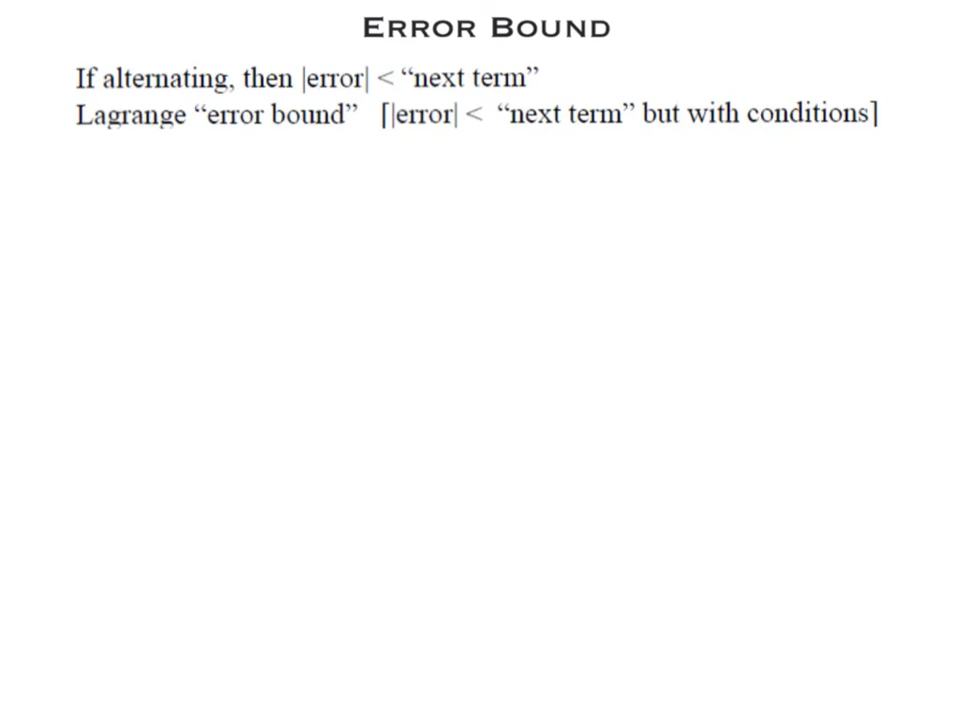 ERROR BOUND
If alternating, then |error| < “next term”
Lagrange “error bound” [|error| < “next term” but with conditions]